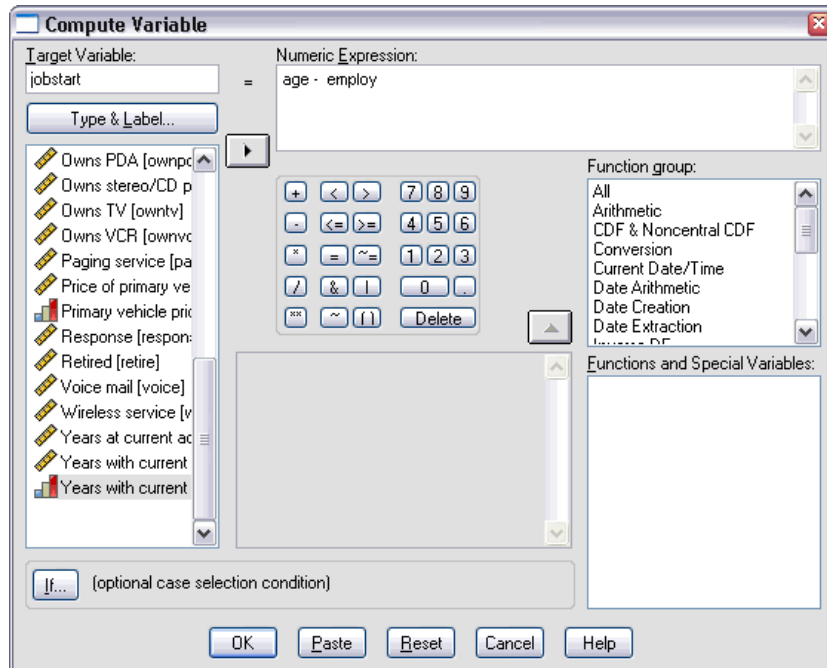 Compute Variable
Target Variable:
jobstart
=
Numeric Expression:
age - employ
Type & Label...
Owns PDA [ownpc
Owns stereo/CD p
Owns TV [owntv]
Owns VCR [ownvc
Paging service [pa
Price of primary ve
Primary vehicle pric
Response [respon:
Retired [retire]
Voice mail [voice]
Wireless service [w
Years at current ac
Years with current
Years with current
+ < > 7 8 9
- <= >= 4 5 6
* = ~= 1 2 3
/ & | 0 .
** ~ ( ) Delete
Function group:
All
Arithmetic
CDF & Noncentral CDF
Conversion
Current Date/Time
Date Arithmetic
Date Creation
Date Extraction
Inverse DF
Functions and Special Variables:
If... (optional case selection condition)
OK Paste Reset Cancel Help